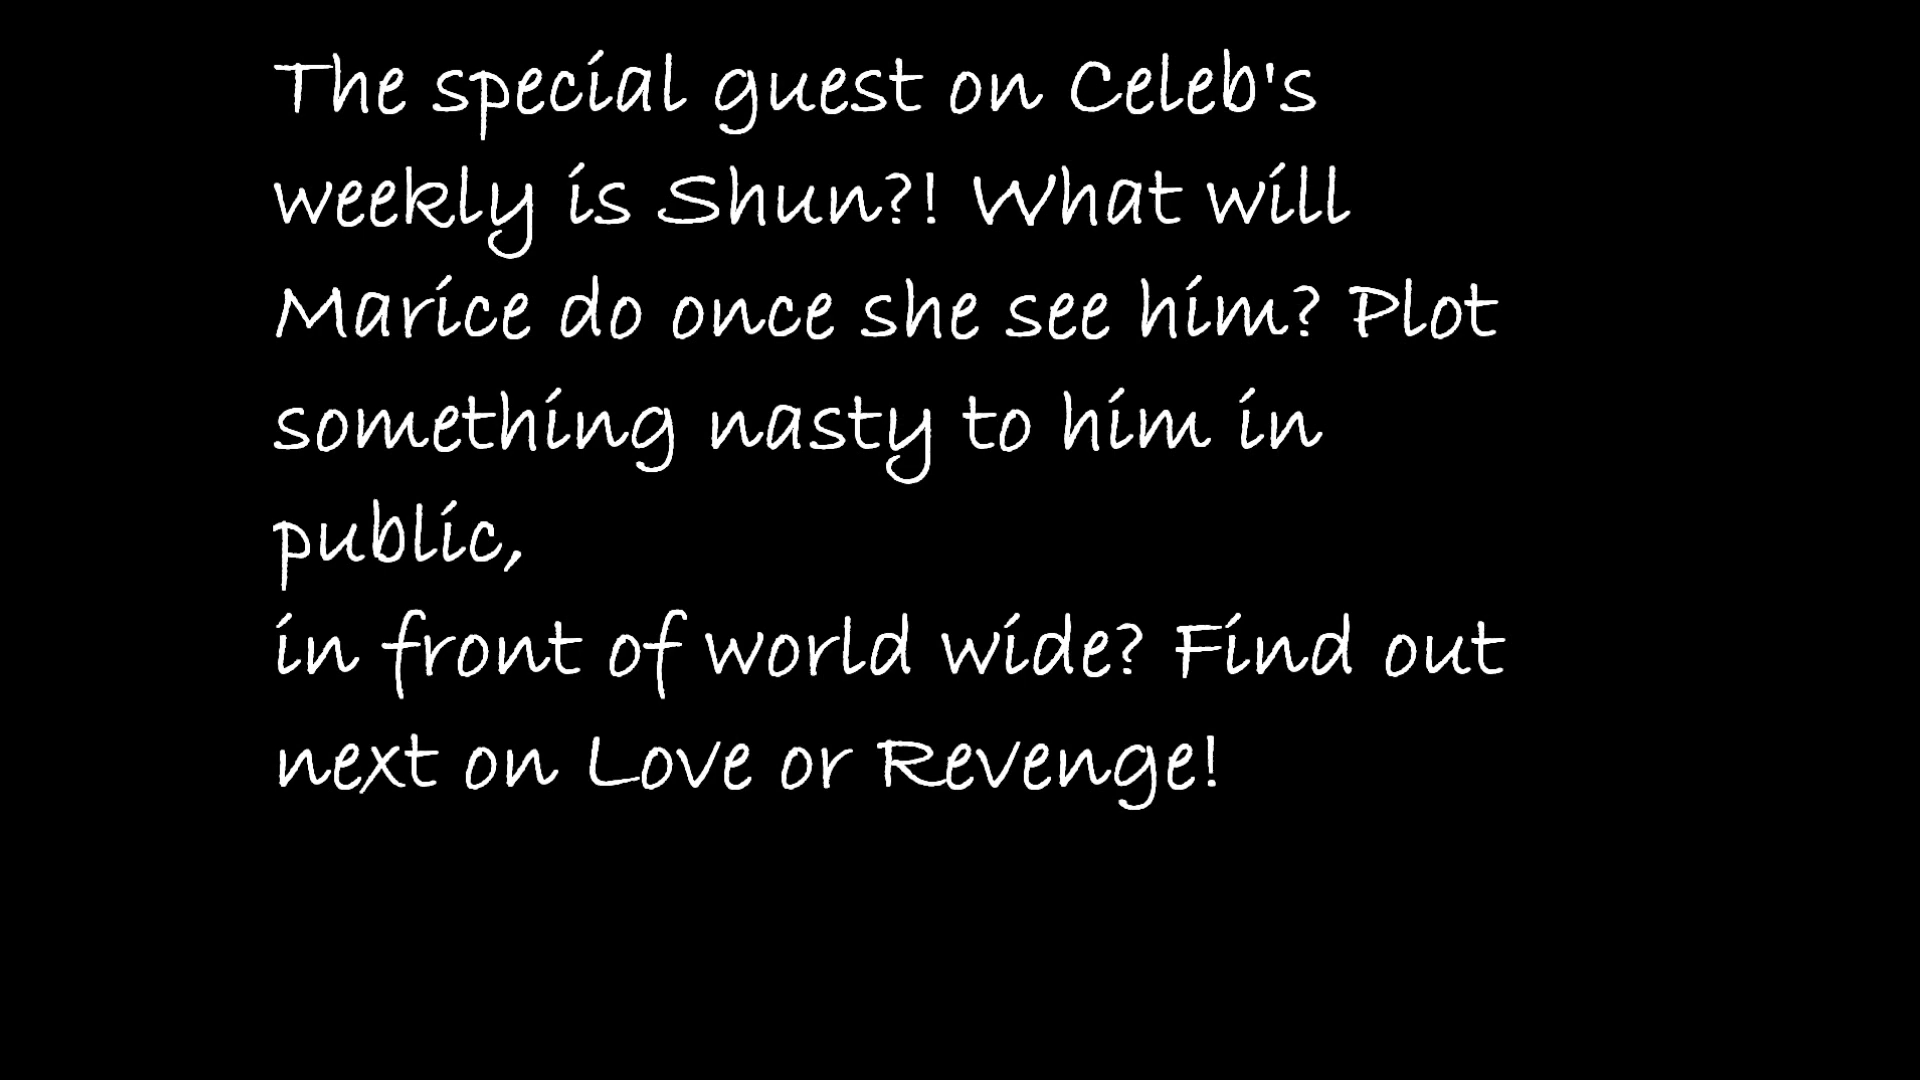 The special guest on Celeb's
weekly is Shun?! What will
Marice do once she see him? Plot
something nasty to him in
public,
in front of world wide? Find out
next on Love or Revenge!